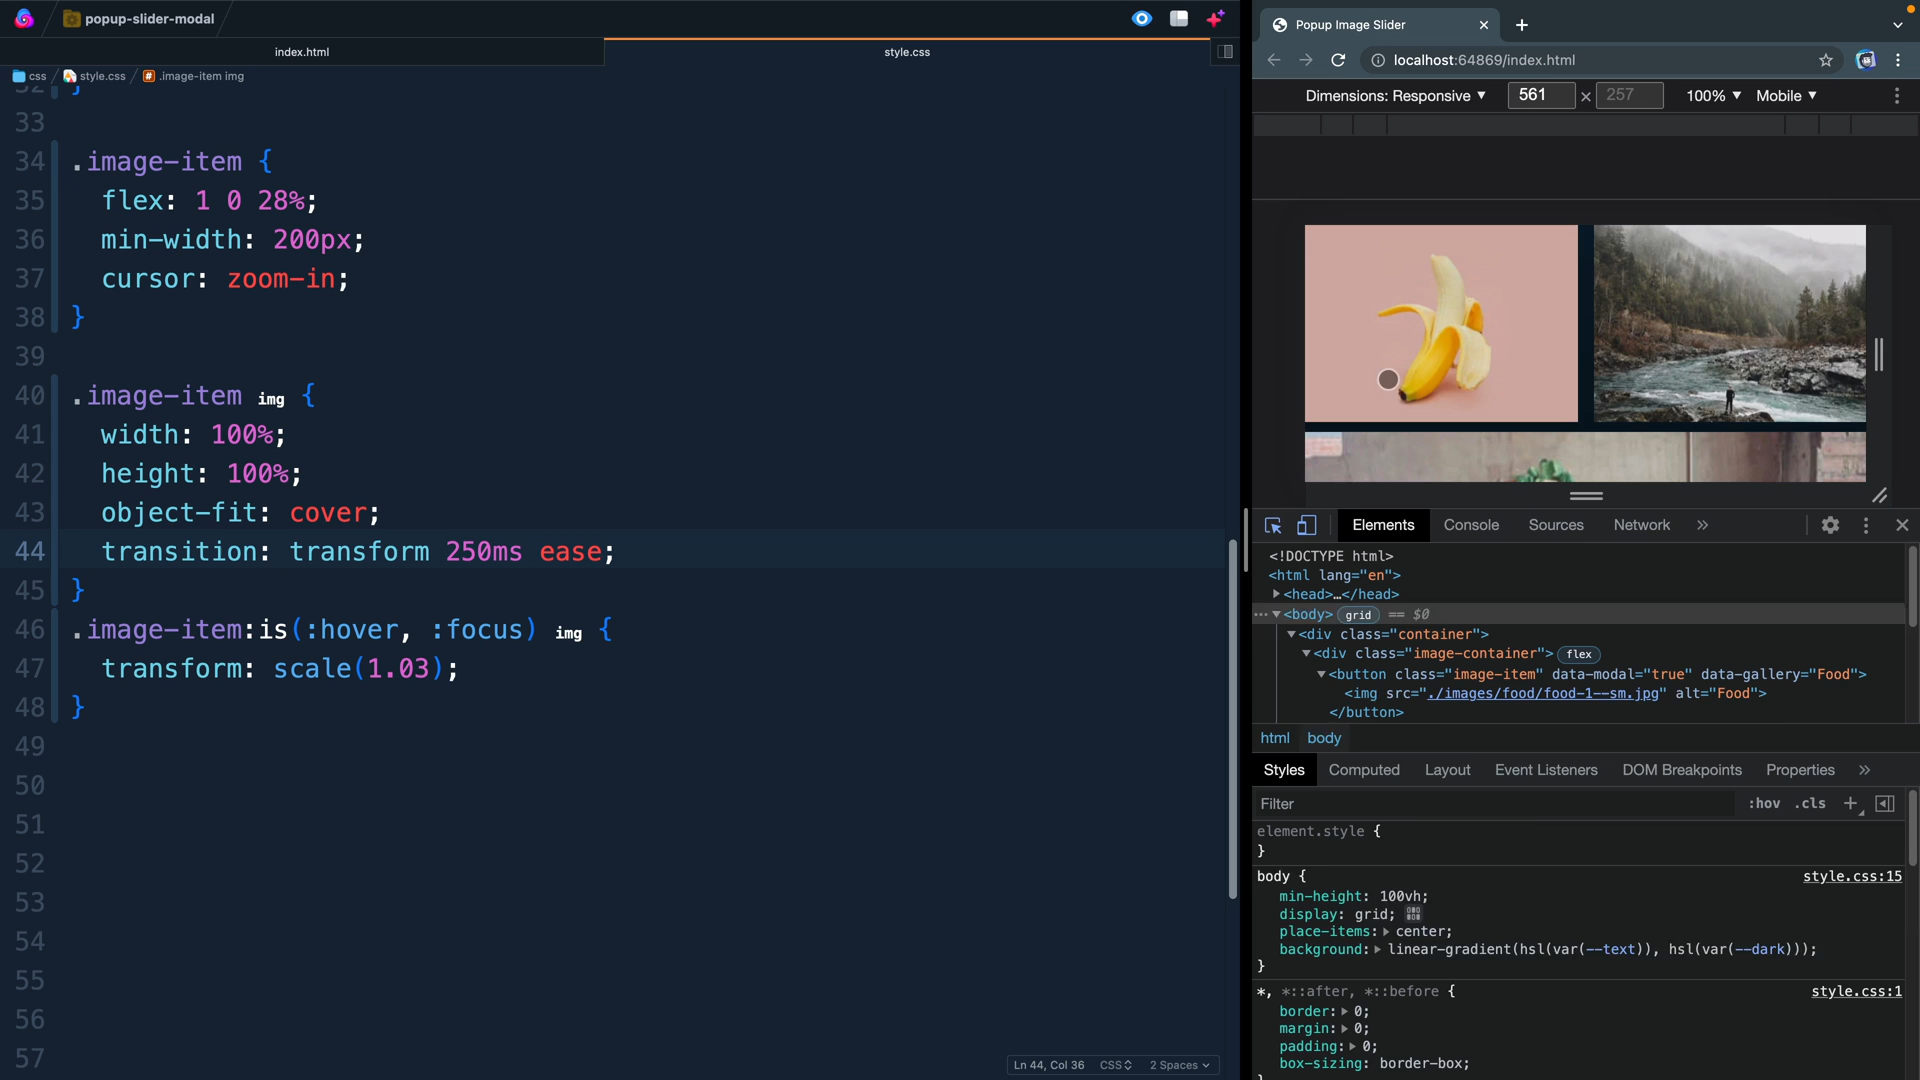 popup-slider-modal
index.html
style.css
css
style.css
.image-item img
32 }
33
34 .image-item {
35 flex: 1 0 28%;
36 min-width: 200px;
37 cursor: zoom-in;
38 }
39
40 .image-item img {
41 width: 100%;
42 height: 100%;
43 object-fit: cover;
44 transition: transform 250ms ease;
45 }
46 .image-item:is(:hover, :focus) img {
47 transform: scale(1.03);
48 }
49
50
51
52
53
54
55
56
57
Ln 44, Col 36 CSS 2 Spaces
Popup Image Slider
localhost:64869/index.html
Dimensions: Responsive ▼ 561 × 257 100% ▼ Mobile ▼
Elements Console Sources Network »
<!DOCTYPE html>
<html lang="en">
▶<head>…</head>
… ▼<body> grid == $0
▼<div class="container">
▼<div class="image-container"> flex
▼<button class="image-item" data-modal="true" data-gallery="Food">
<img src="./images/food/food-1--sm.jpg" alt="Food">
</button>
html body
Styles Computed Layout Event Listeners DOM Breakpoints Properties »
Filter :hov .cls +
element.style {
}
body { style.css:15
min-height: 100vh;
display: grid;
place-items: ▶ center;
background: ▶ linear-gradient(hsl(var(--text)), hsl(var(--dark)));
}
*, *::after, *::before { style.css:1
border: ▶ 0;
margin: ▶ 0;
padding: ▶ 0;
box-sizing: border-box;
}